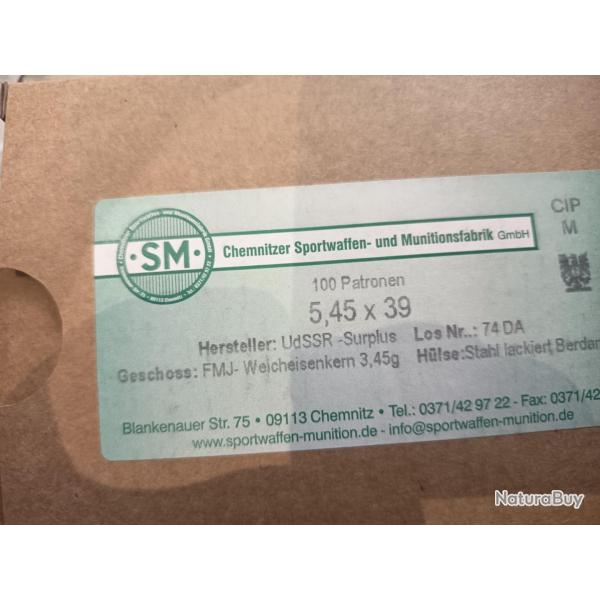 SM
Chemnitzer Sportwaffen- und Munitionsfabrik GmbH
CIP
M
100 Patronen
5,45 x 39
Hersteller: UdSSR -Surplus Los Nr..: 74 DA
Geschoss: FMJ- Weicheisenkern 3,45g Hülse:Stahl lackiert Berdan
Blankenauer Str. 75 • 09113 Chemnitz • Tel.: 0371/42 97 22 - Fax: 0371/42
www.sportwaffen-munition.de - info@sportwaffen-munition.de
NaturaBuy